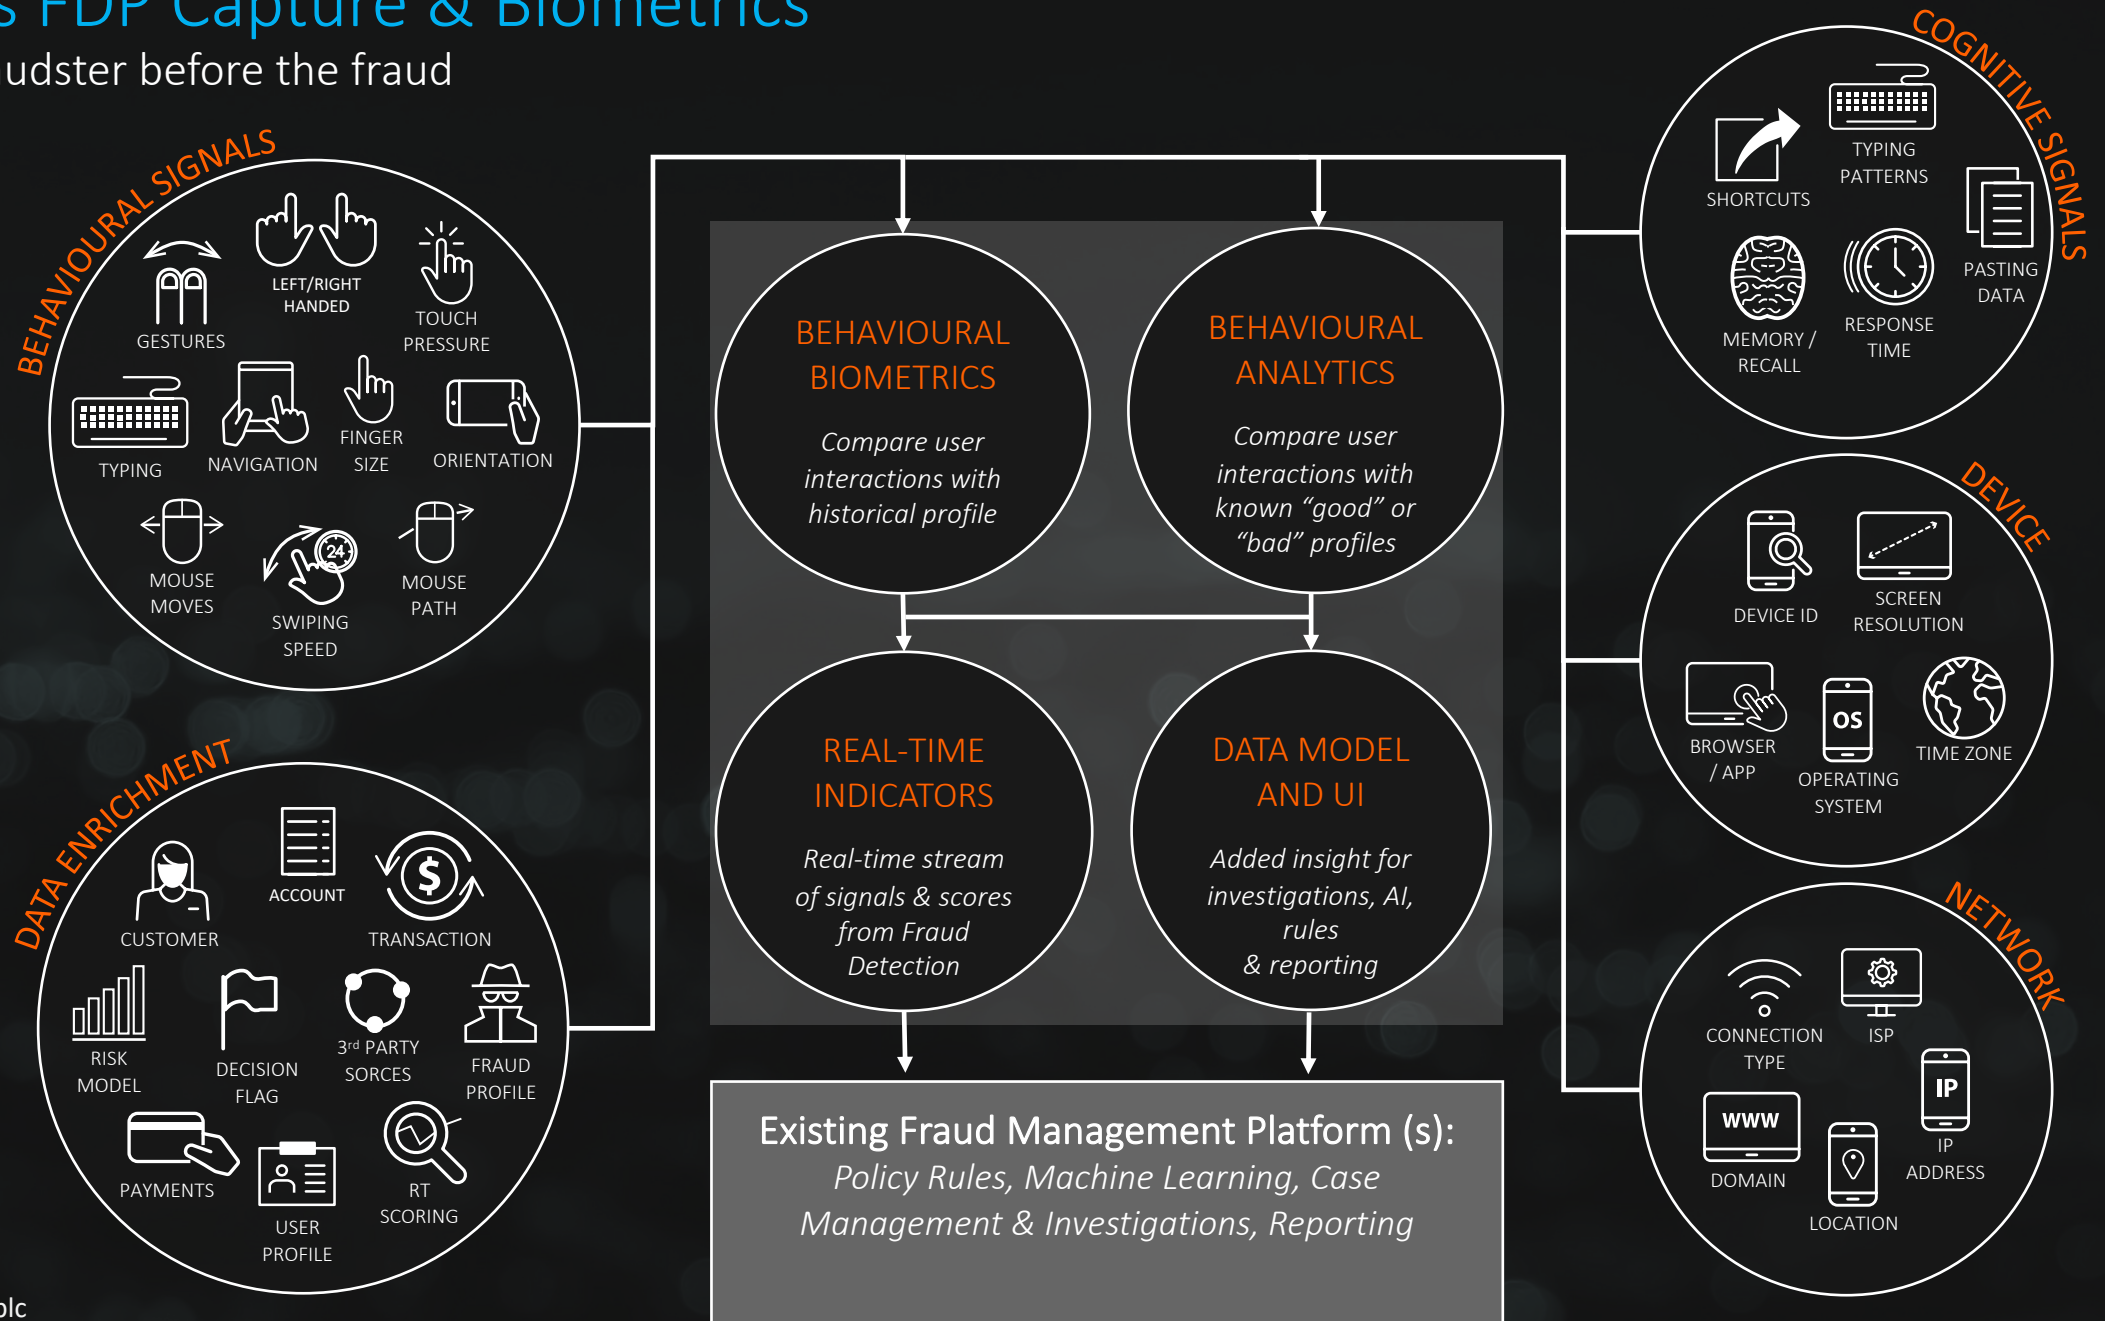 s FDP Capture & Biometrics
udster before the fraud
BEHAVIOURAL SIGNALS
GESTURES
LEFT/RIGHT
HANDED
TOUCH
PRESSURE
TYPING
NAVIGATION
FINGER
SIZE
ORIENTATION
MOUSE
MOVES
24
SWIPING
SPEED
MOUSE
PATH
DATA ENRICHMENT
CUSTOMER
ACCOUNT
$
TRANSACTION
RISK
MODEL
DECISION
FLAG
3rd PARTY
SORCES
FRAUD
PROFILE
PAYMENTS
USER
PROFILE
RT
SCORING
BEHAVIOURAL
BIOMETRICS
Compare user
interactions with
historical profile
BEHAVIOURAL
ANALYTICS
Compare user
interactions with
known “good” or
“bad” profiles
REAL-TIME
INDICATORS
Real-time stream
of signals & scores
from Fraud
Detection
DATA MODEL
AND UI
Added insight for
investigations, AI,
rules
& reporting
Existing Fraud Management Platform (s):
Policy Rules, Machine Learning, Case
Management & Investigations, Reporting
COGNITIVE SIGNALS
SHORTCUTS
TYPING
PATTERNS
PASTING
DATA
MEMORY /
RECALL
RESPONSE
TIME
DEVICE
DEVICE ID
SCREEN
RESOLUTION
BROWSER
/ APP
OS
OPERATING
SYSTEM
TIME ZONE
NETWORK
CONNECTION
TYPE
ISP
IP
IP
ADDRESS
WWW
DOMAIN
LOCATION
plc